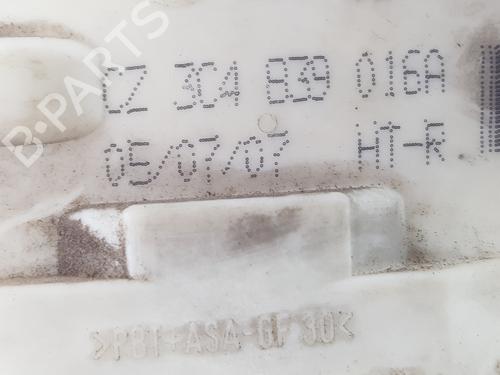 B-PARTS
CZ 3C4 839 016A
05/07/07 HT-R
>PBT+ASA-GF30<